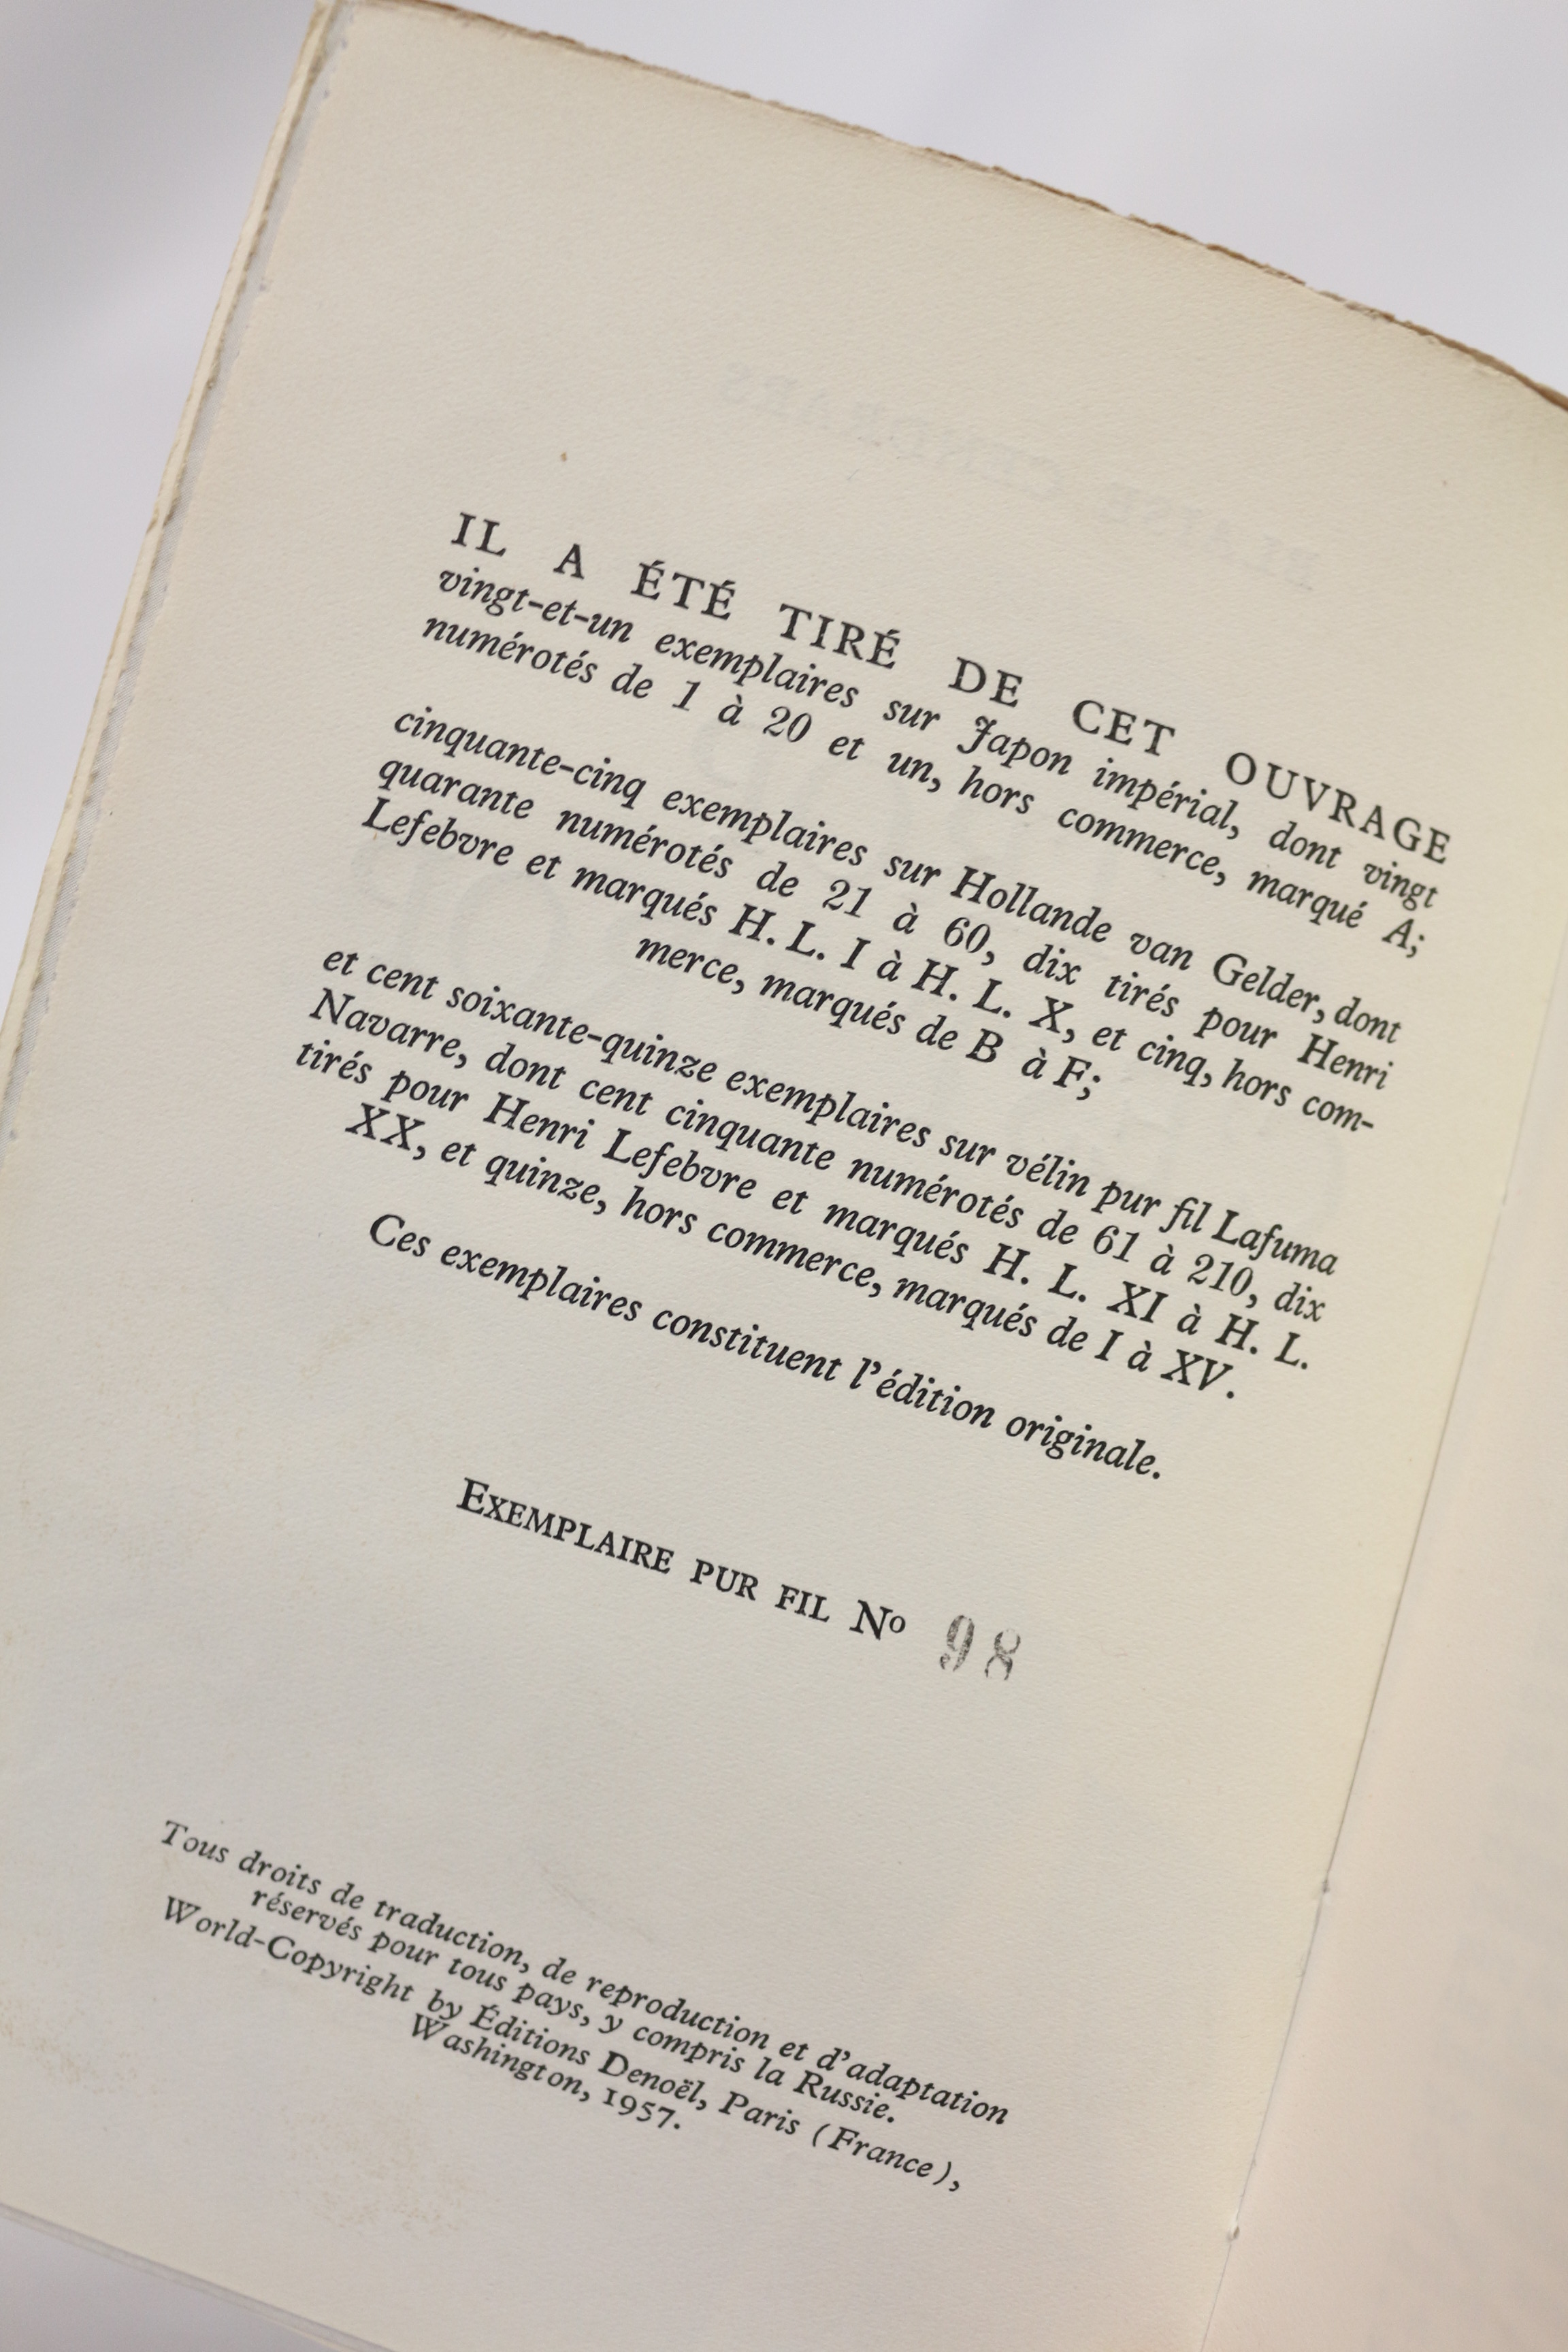 IL A ÉTÉ TIRÉ DE CET OUVRAGE
vingt-et-un exemplaires sur Japon impérial, dont vingt
numérotés de 1 à 20 et un, hors commerce, marqué A;
cinquante-cinq exemplaires sur Hollande van Gelder, dont
quarante numérotés de 21 à 60, dix tirés pour Henri
Lefebvre et marqués H. L. I à H. L. X, et cinq, hors com-
merce, marqués de B à F;
et cent soixante-quinze exemplaires sur vélin pur fil Lafuma
Navarre, dont cent cinquante numérotés de 61 à 210, dix
tirés pour Henri Lefebvre et marqués H. L. XI à H. L.
XX, et quinze, hors commerce, marqués de I à XV.
Ces exemplaires constituent l'édition originale.
EXEMPLAIRE PUR FIL Nº 98
Tous droits de traduction, de reproduction et d'adaptation
réservés pour tous pays, y compris la Russie.
World-Copyright by Éditions Denoël, Paris (France),
Washington, 1957.